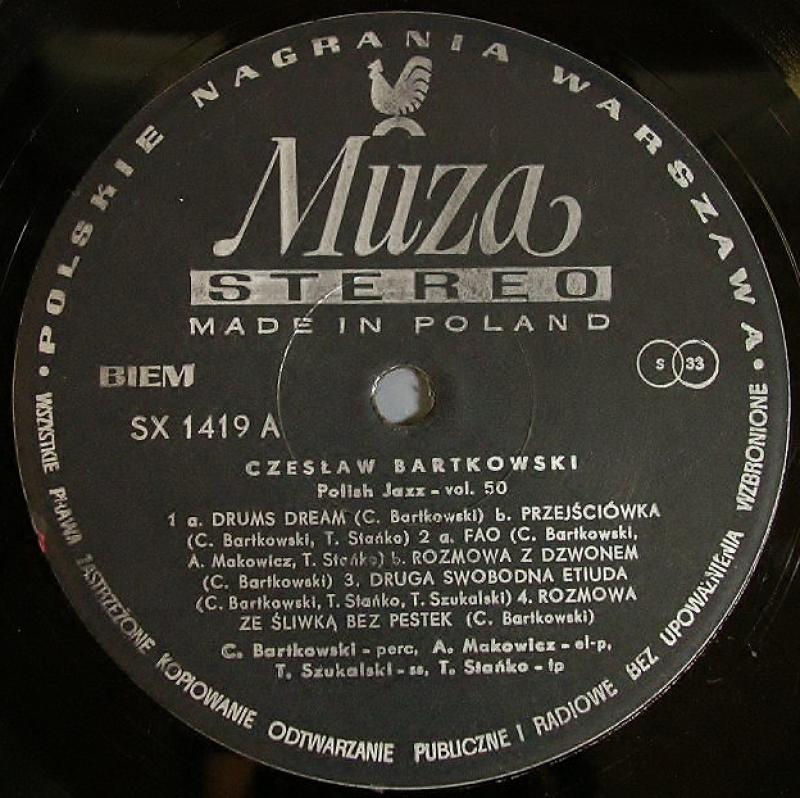 • POLSKIE NAGRANIA WARSZAWA •
Muza
STEREO
MADE IN POLAND
BIEM
S 33
SX 1419 A
CZESŁAW BARTKOWSKI
Polish Jazz – vol. 50
1 a. DRUMS DREAM (C. Bartkowski) b. PRZEJŚCIÓWKA
(C. Bartkowski, T. Stańko) 2 a. FAO (C. Bartkowski,
A. Makowicz, T. Stańko) b. ROZMOWA Z DZWONEM
(C. Bartkowski) 3. DRUGA SWOBODNA ETIUDA
(C. Bartkowski, T. Stańko, T. Szukalski) 4. ROZMOWA
ZE ŚLIWKĄ BEZ PESTEK (C. Bartkowski)
C. Bartkowski – perc, A. Makowicz – el-p,
T. Szukalski – ss, T. Stańko – tp
WSZYSTKIE PRAWA ZASTRZEŻONE KOPIOWANIE ODTWARZANIE PUBLICZNE I RADIOWE BEZ UPOWAŻNIENIA WZBRONIONE